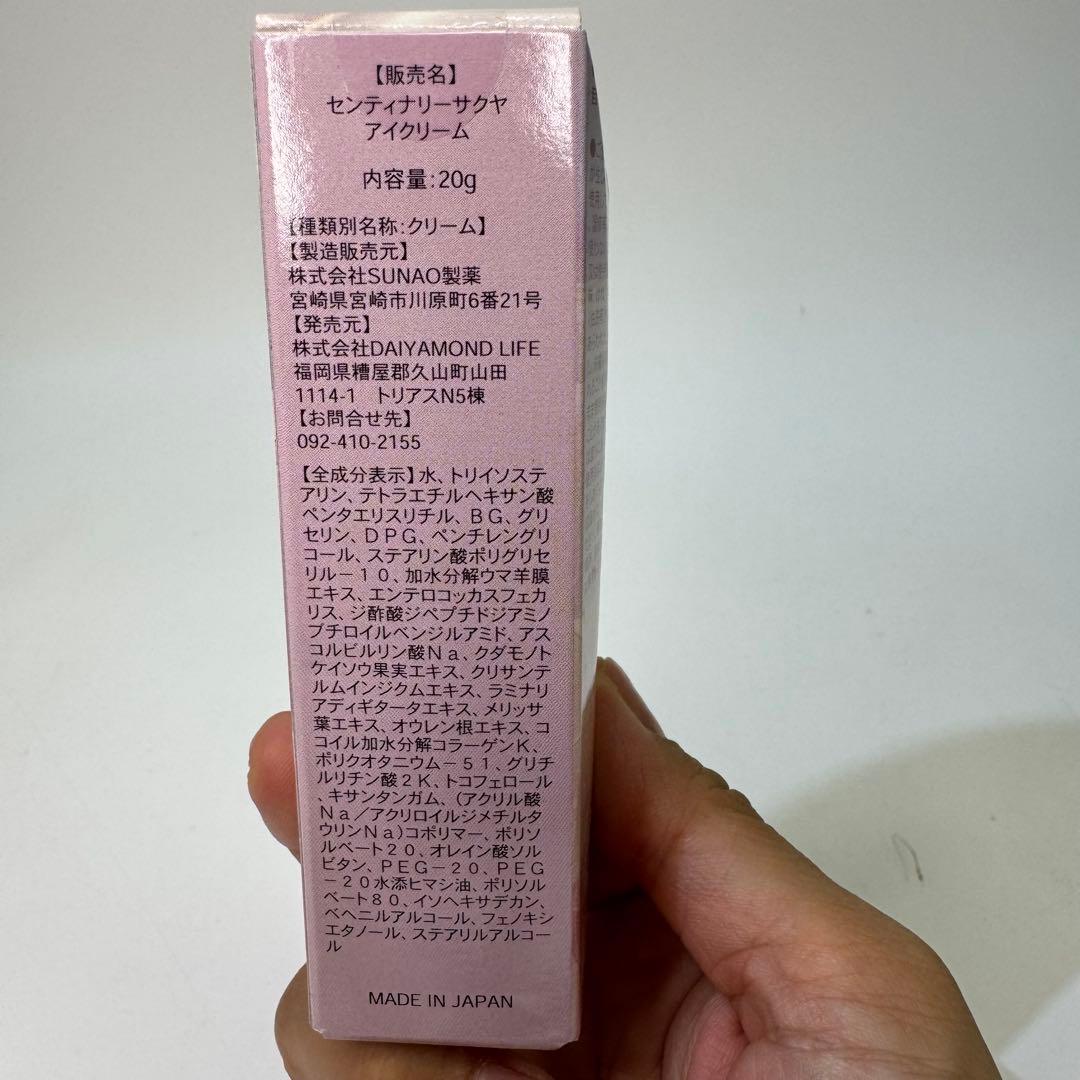 【販売名】
センティナリーサクヤ
アイクリーム
内容量:20g
【種類別名称:クリーム】
【製造販売元】
株式会社SUNAO製薬
宮崎県宮崎市川原町6番21号
【発売元】
株式会社DAIYAMOND LIFE
福岡県糟屋郡久山町山田
1114-1　トリアスN5棟
【お問合せ先】
092-410-2155
【全成分表示】水、トリイソステ
アリン、テトラエチルヘキサン酸
ペンタエリスリチル、ＢＧ、グリ
セリン、ＤＰＧ、ペンチレングリ
コール、ステアリン酸ポリグリセ
リル－１０、加水分解ウマ羊膜
エキス、エンテロコッカスフェカ
リス、ジ酢酸ジペプチドジアミノ
ブチロイルベンジルアミド、アス
コルビルリン酸Ｎａ、クダモノト
ケイソウ果実エキス、クリサンテ
ルムインジクムエキス、ラミナリ
アディギタータエキス、メリッサ
葉エキス、オウレン根エキス、コ
コイル加水分解コラーゲンＫ、
ポリクオタニウム－５１、グリチ
ルリチン酸２Ｋ、トコフェロール
、キサンタンガム、（アクリル酸
Ｎａ／アクリロイルジメチルタ
ウリンＮａ）コポリマー、ポリソ
ルベート２０、オレイン酸ソル
ビタン、ＰＥＧ－２０、ＰＥＧ
－２０水添ヒマシ油、ポリソル
ベート８０、イソヘキサデカン、
ベヘニルアルコール、フェノキシ
エタノール、ステアリルアルコー
ル
MADE IN JAPAN